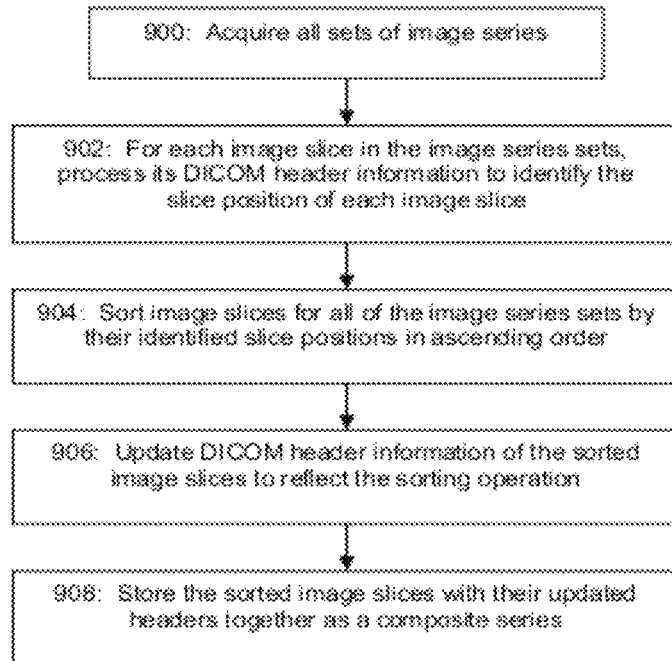 900: Acquire all sets of image series
902: For each image slice in the image series sets,
process its DICOM header information to identify the
slice position of each image slice
904: Sort image slices for all of the image series sets by
their identified slice positions in ascending order
906: Update DICOM header information of the sorted
image slices to reflect the sorting operation
908: Store the sorted image slices with their updated
headers together as a composite series